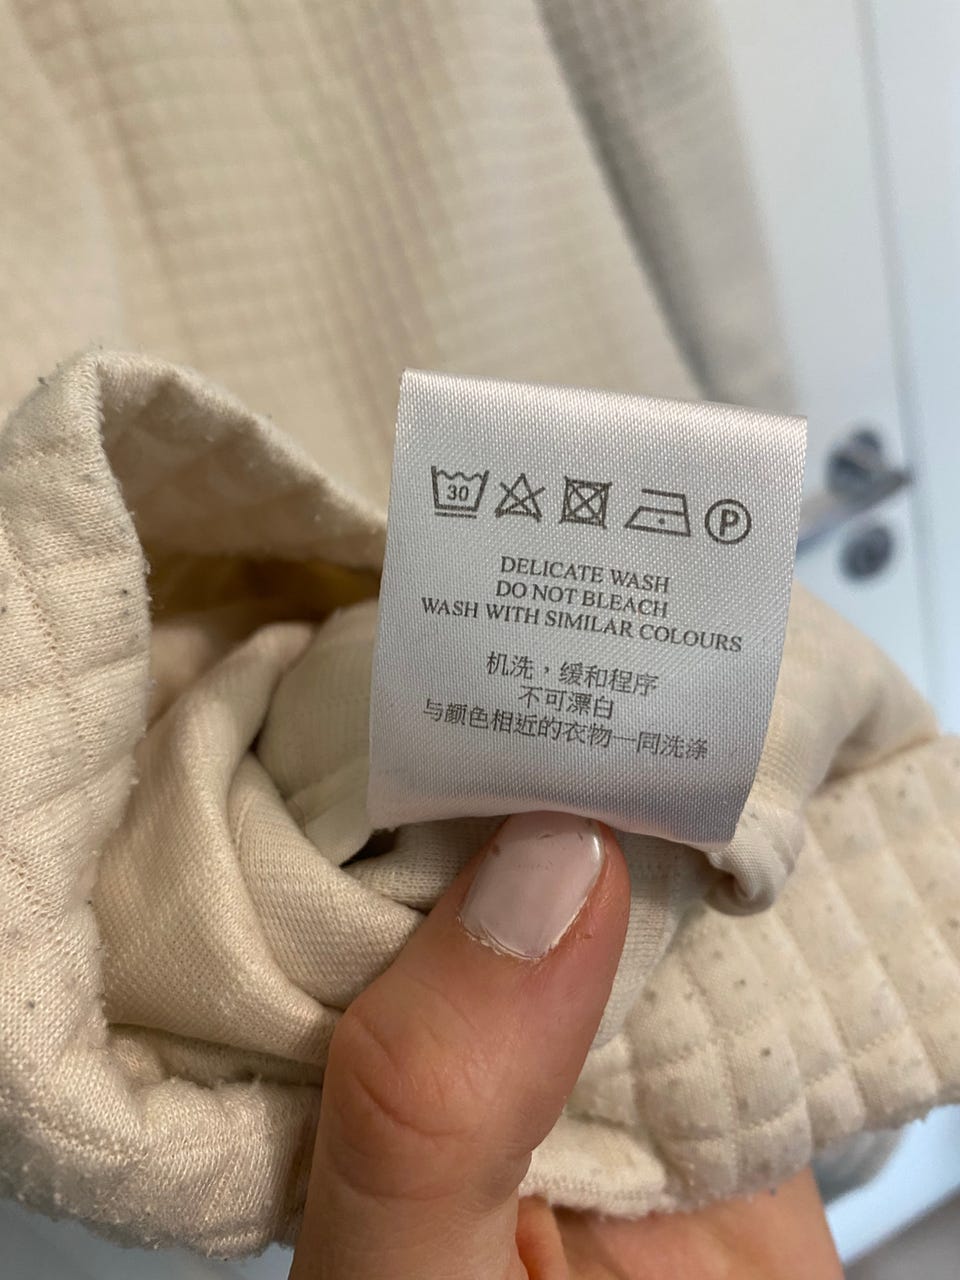 30 P
DELICATE WASH
DO NOT BLEACH
WASH WITH SIMILAR COLOURS
机洗，缓和程序
不可漂白
与颜色相近的衣物一同洗涤